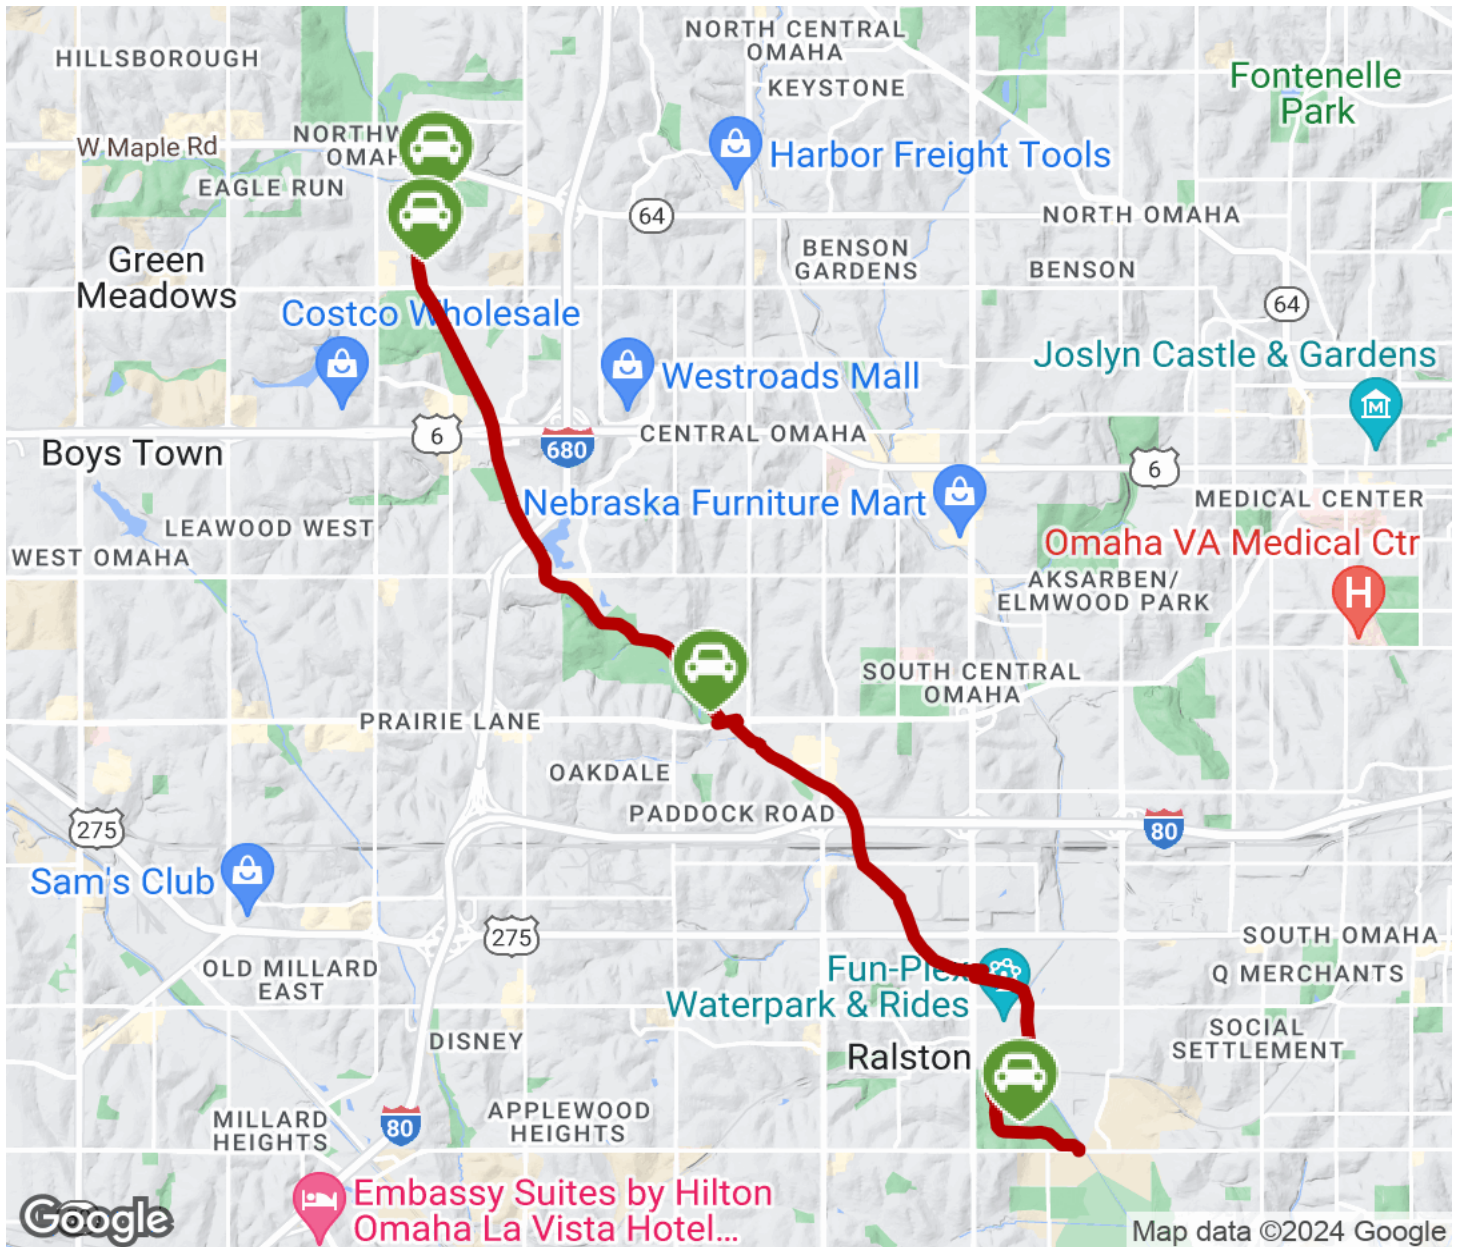 HILLSBOROUGH
NORTH CENTRAL
OMAHA
KEYSTONE
Fontenelle
Park
W Maple Rd
NORTHW
OMAH
Harbor Freight Tools
EAGLE RUN
64
NORTH OMAHA
Green
Meadows
BENSON
GARDENS
BENSON
Costco Wholesale
64
Joslyn Castle & Gardens
Westroads Mall
M
6
CENTRAL OMAHA
680
Boys Town
6
Nebraska Furniture Mart
MEDICAL CENTER
LEAWOOD WEST
WEST OMAHA
Omaha VA Medical Ctr
AKSARBEN/
ELMWOOD PARK
H
SOUTH CENTRAL
OMAHA
PRAIRIE LANE
OAKDALE
PADDOCK ROAD
275
80
Sam's Club
275
SOUTH OMAHA
OLD MILLARD
EAST
Fun-Plex
Waterpark & Rides
Q MERCHANTS
DISNEY
SOCIAL
SETTLEMENT
Ralston
MILLARD
HEIGHTS
80
APPLEWOOD
HEIGHTS
Embassy Suites by Hilton
Omaha La Vista Hotel...
Google
Map data ©2024 Google